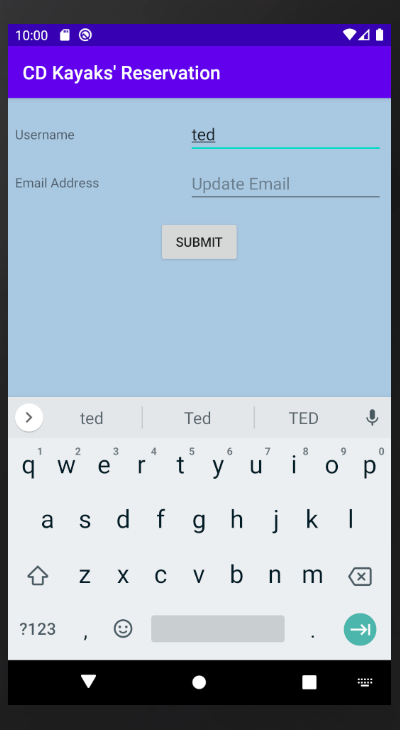 10:00
CD Kayaks' Reservation
Username ted
Email Address Update Email
SUBMIT
ted Ted TED
1 2 3 4 5 6 7 8 9 0
q w e r t y u i o p
a s d f g h j k l
z x c v b n m
?123 , .